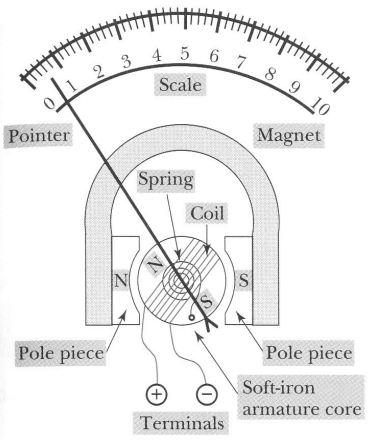 0 1 2 3 4 5 6 7 8 9 10
Scale
Pointer
Magnet
Spring
Coil
N
N
S
S
Pole piece
Pole piece
+
−
Soft-iron
armature core
Terminals